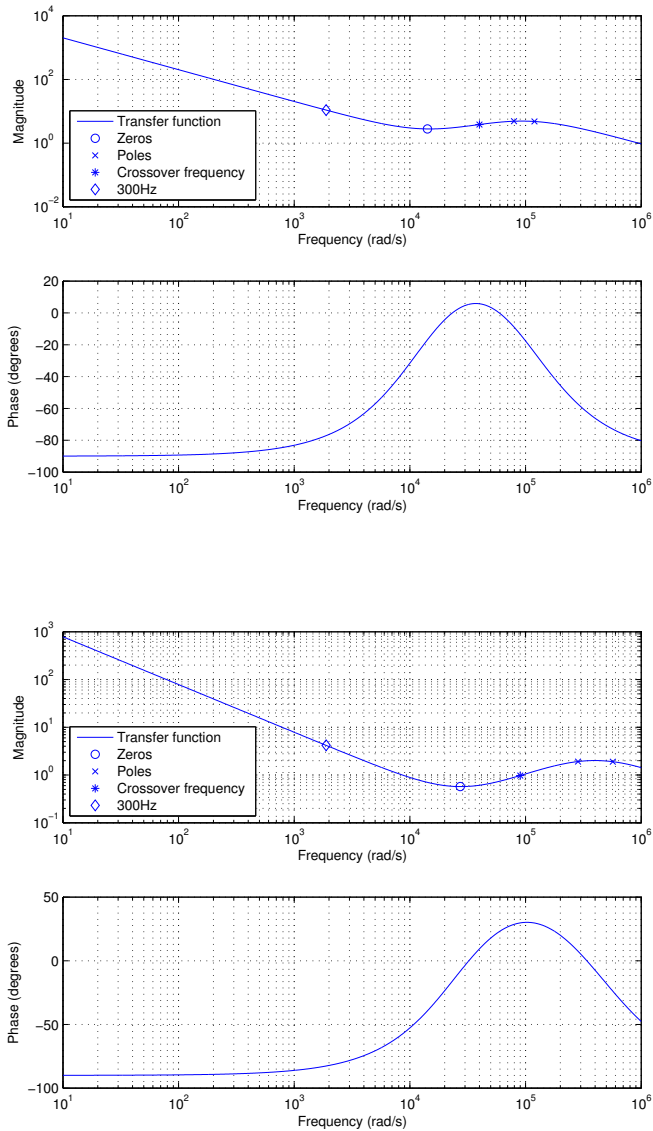 10^4
10^2
10^0
10^-2
Magnitude
Transfer function
Zeros
Poles
Crossover frequency
300Hz
10^1 10^2 10^3 10^4 10^5 10^6
Frequency (rad/s)
20
0
−20
−40
−60
−80
−100
Phase (degrees)
10^1 10^2 10^3 10^4 10^5 10^6
Frequency (rad/s)
10^3
10^2
10^1
10^0
10^-1
Magnitude
Transfer function
Zeros
Poles
Crossover frequency
300Hz
10^1 10^2 10^3 10^4 10^5 10^6
Frequency (rad/s)
50
0
−50
−100
Phase (degrees)
10^1 10^2 10^3 10^4 10^5 10^6
Frequency (rad/s)